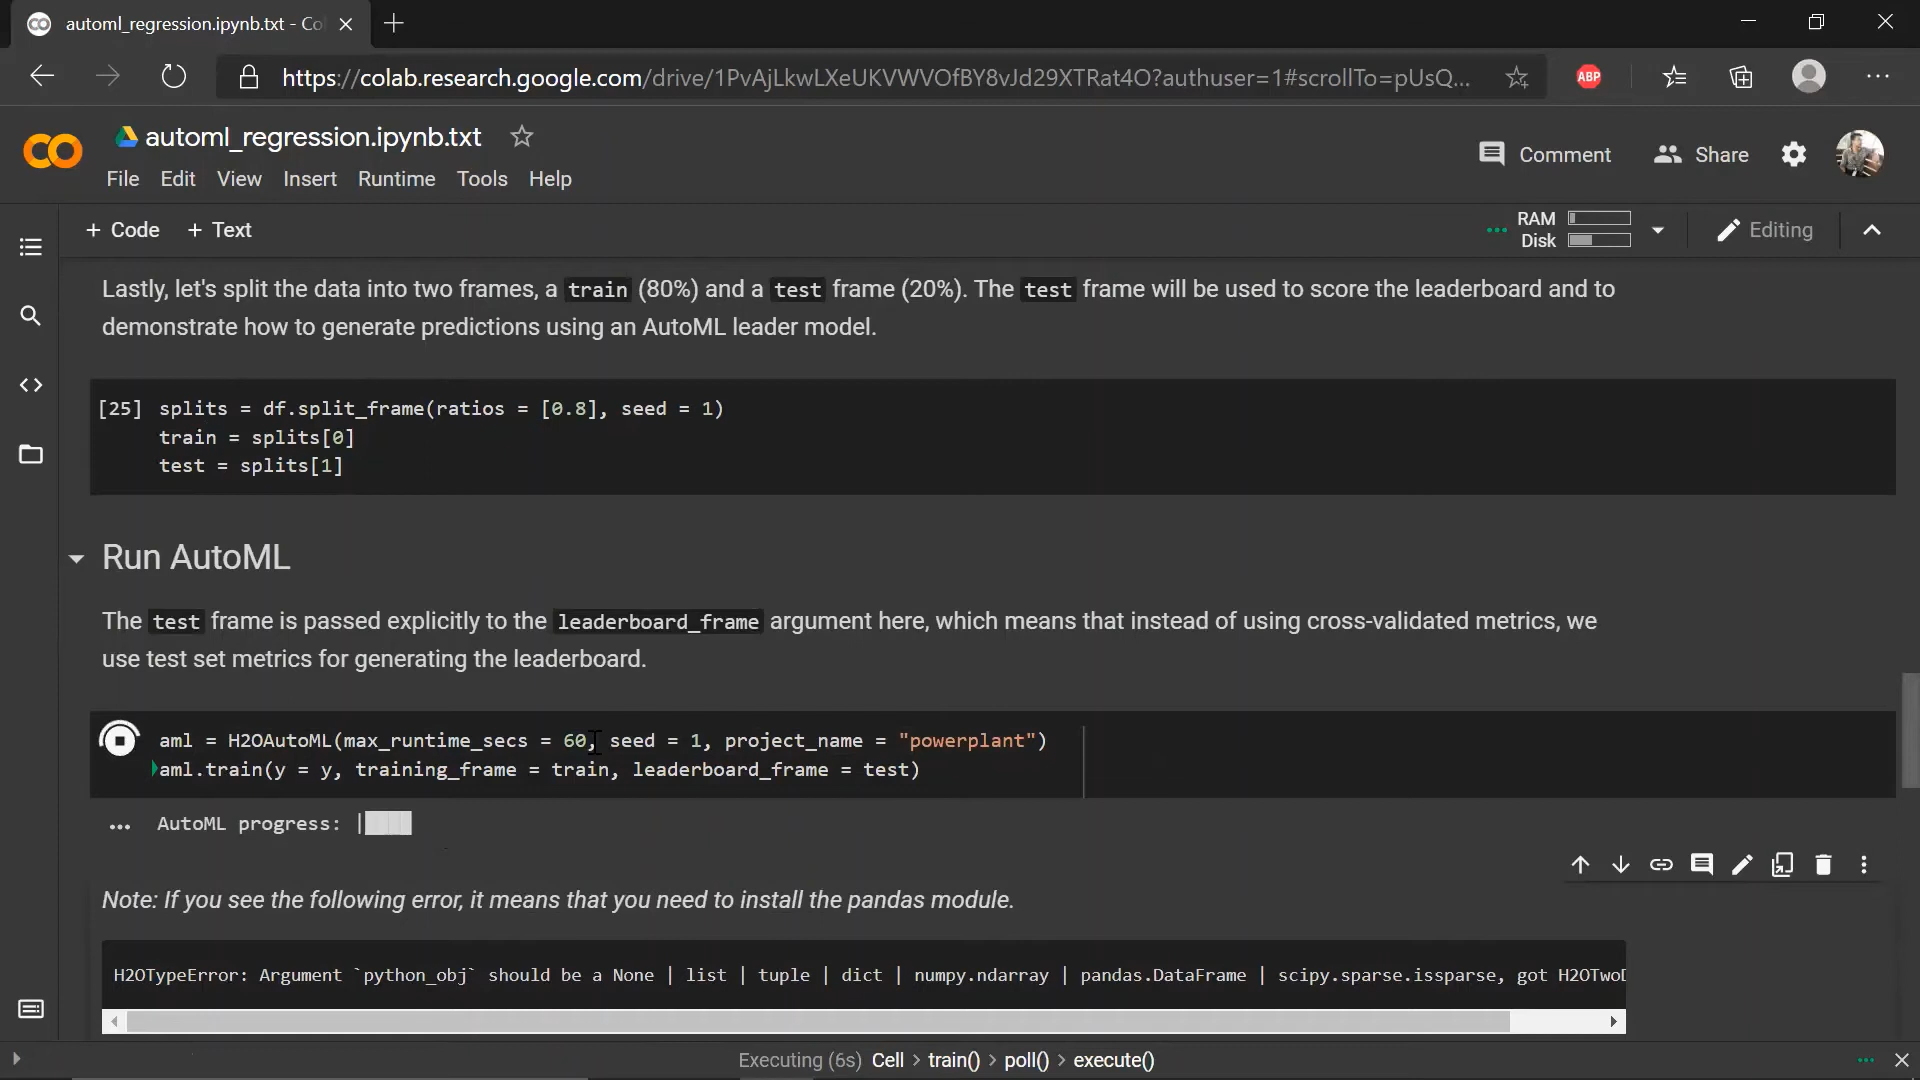 automl_regression.ipynb.txt - Co
https://colab.research.google.com/drive/1PvAjLkwLXeUKVWVOfBY8vJd29XTRat4O?authuser=1#scrollTo=pUsQ...
ABP
automl_regression.ipynb.txt
Comment
Share
File Edit View Insert Runtime Tools Help
+ Code + Text
RAM
Disk
Editing
Lastly, let's split the data into two frames, a train (80%) and a test frame (20%). The test frame will be used to score the leaderboard and to
demonstrate how to generate predictions using an AutoML leader model.
[25] splits = df.split_frame(ratios = [0.8], seed = 1)
train = splits[0]
test = splits[1]
Run AutoML
The test frame is passed explicitly to the leaderboard_frame argument here, which means that instead of using cross-validated metrics, we
use test set metrics for generating the leaderboard.
aml = H2OAutoML(max_runtime_secs = 60, seed = 1, project_name = "powerplant")
aml.train(y = y, training_frame = train, leaderboard_frame = test)
... AutoML progress: |████
Note: If you see the following error, it means that you need to install the pandas module.
H2OTypeError: Argument `python_obj` should be a None | list | tuple | dict | numpy.ndarray | pandas.DataFrame | scipy.sparse.issparse, got H2OTwoD
Executing (6s) Cell > train() > poll() > execute()